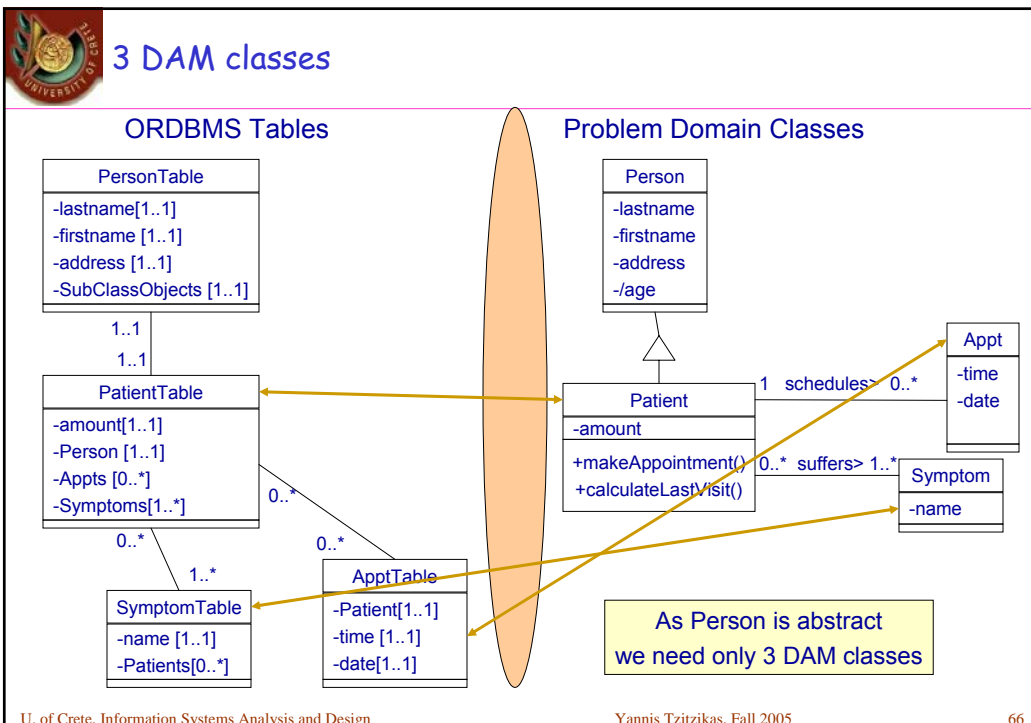 UNIVERSITY OF CRETE
3 DAM classes
ORDBMS Tables
Problem Domain Classes
PersonTable
-lastname[1..1]
-firstname [1..1]
-address [1..1]
-SubClassObjects [1..1]
1..1
1..1
PatientTable
-amount[1..1]
-Person [1..1]
-Appts [0..*]
-Symptoms[1..*]
0..*
0..*
0..*
1..*
SymptomTable
-name [1..1]
-Patients[0..*]
ApptTable
-Patient[1..1]
-time [1..1]
-date[1..1]
Person
-lastname
-firstname
-address
-/age
Patient
-amount
+makeAppointment()
+calculateLastVisit()
1 schedules> 0..*
0..* suffers> 1..*
Appt
-time
-date
Symptom
-name
As Person is abstract
we need only 3 DAM classes
U. of Crete, Information Systems Analysis and Design
Yannis Tzitzikas, Fall 2005
66